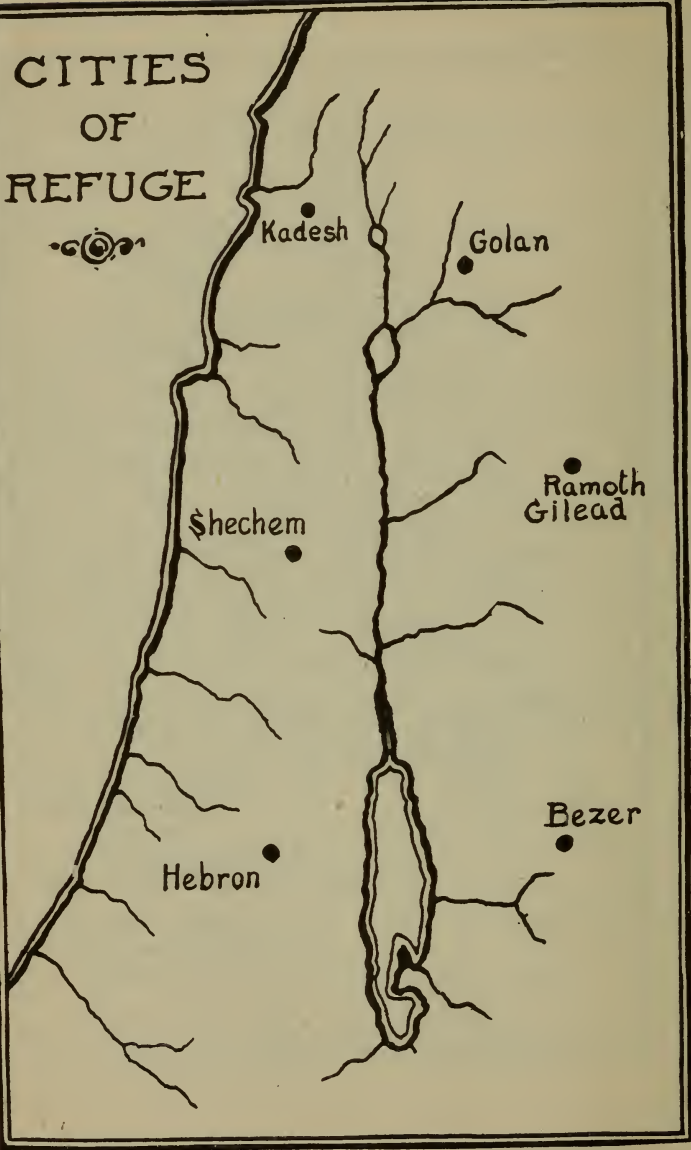 CITIES
OF
REFUGE
Kadesh
Golan
Ramoth
Gilead
Shechem
Bezer
Hebron